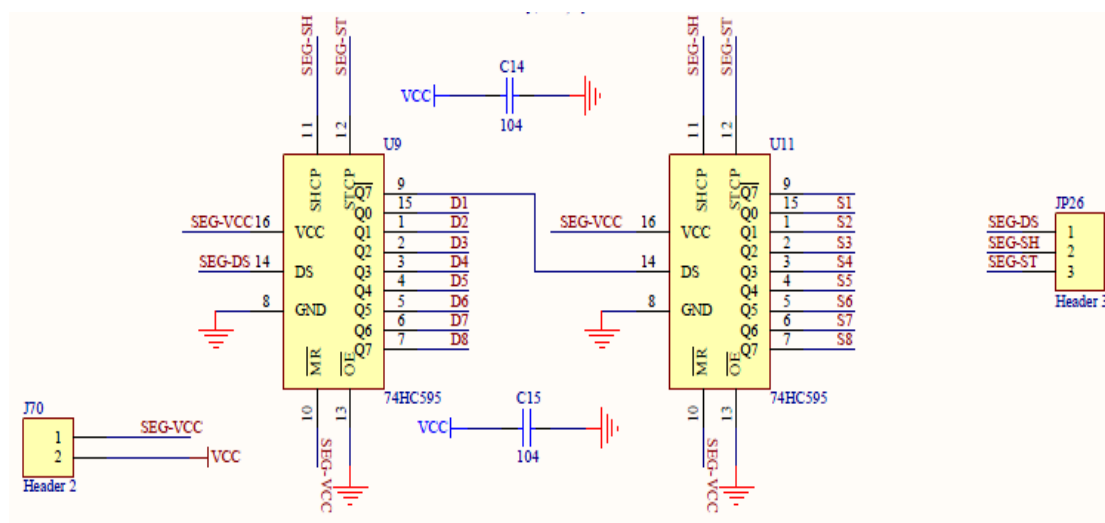 SEG-SH
SEG-ST
11
12
U9
SHCP
STCP
SEG-VCC 16
VCC
SEG-DS 14
DS
8
GND
MR
OE
10
13
SEG-VCC
74HC595
Q7 9
Q0 15 D1
Q1 1 D2
Q2 2 D3
Q3 3 D4
Q4 4 D5
Q5 5 D6
Q6 6 D7
Q7 7 D8
C14
VCC
104
C15
VCC
104
SEG-SH
SEG-ST
11
12
U11
SHCP
STCP
SEG-VCC 16
VCC
14
DS
8
GND
MR
OE
10
13
SEG-VCC
74HC595
Q7 9
Q0 15 S1
Q1 1 S2
Q2 2 S3
Q3 3 S4
Q4 4 S5
Q5 5 S6
Q6 6 S7
Q7 7 S8
JP26
SEG-DS 1
SEG-SH 2
SEG-ST 3
Header 3
J70
1 SEG-VCC
2 VCC
Header 2